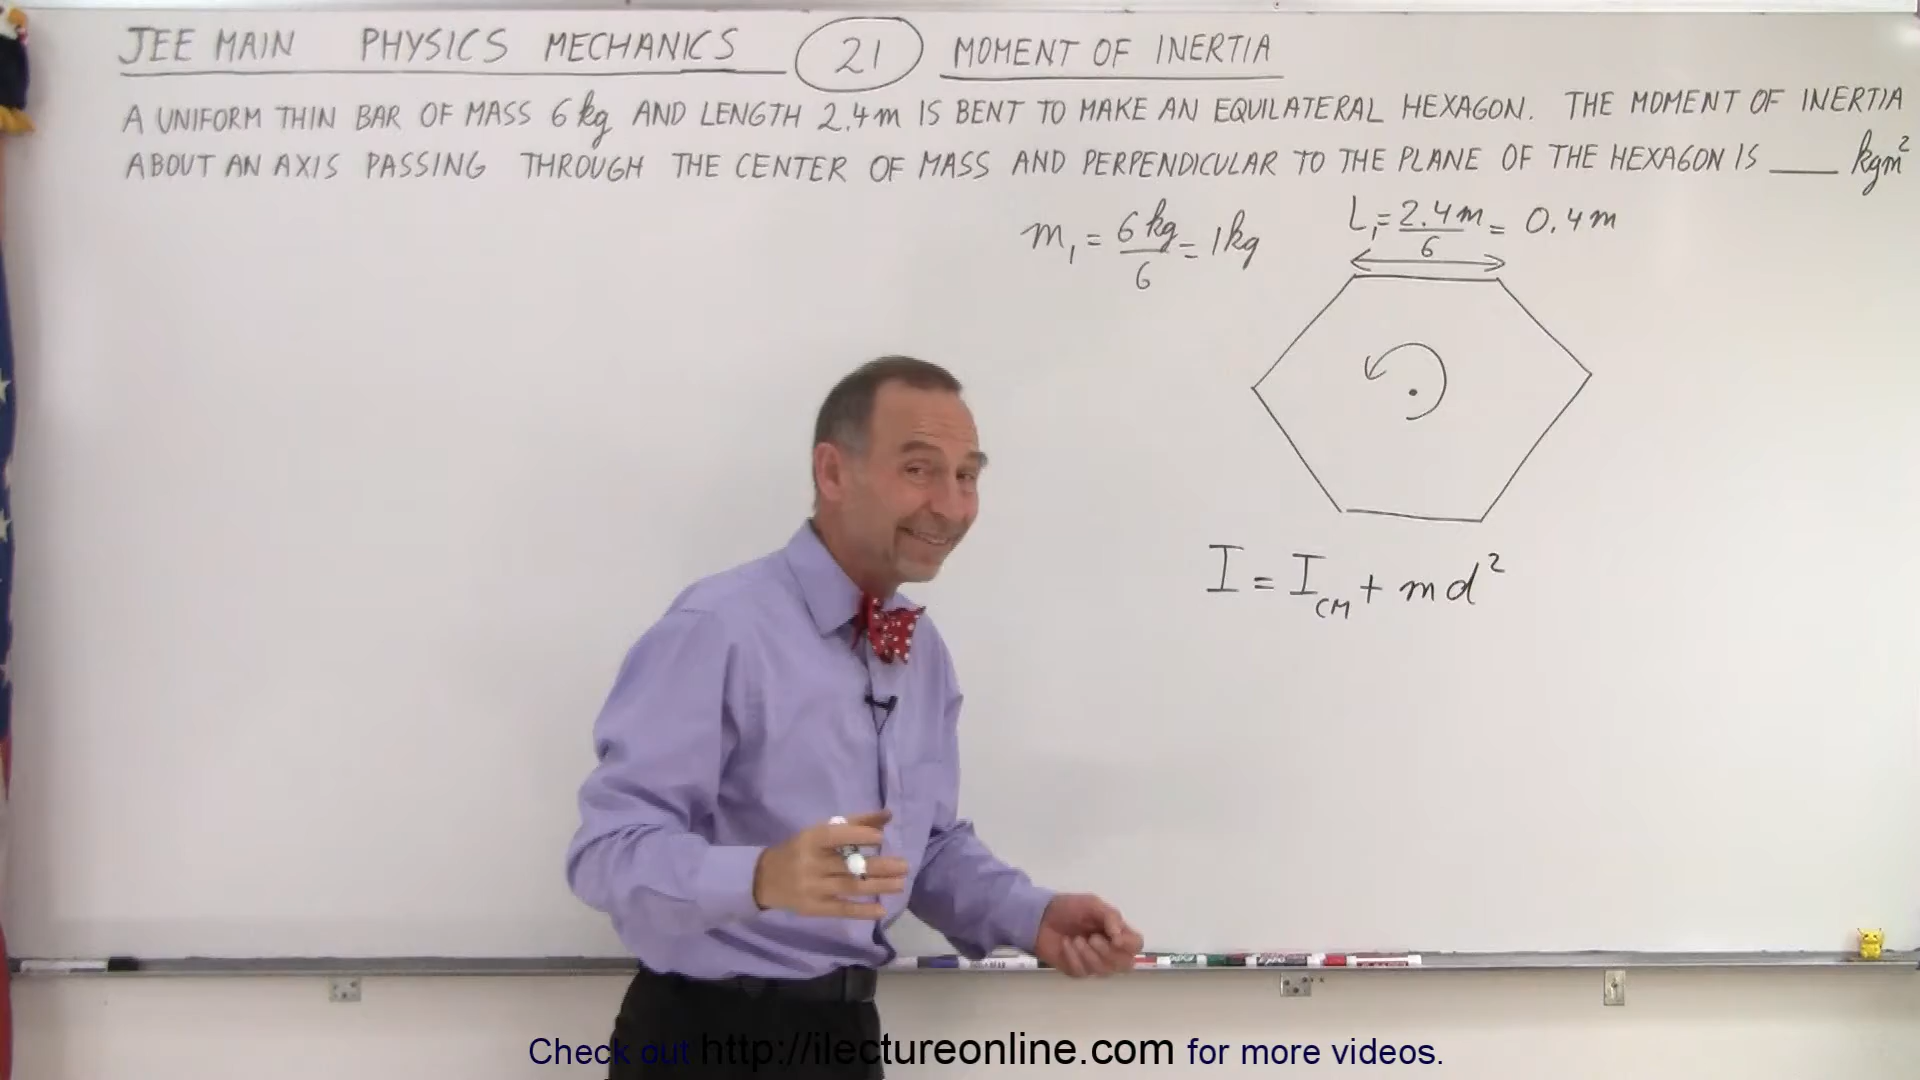 JEE MAIN PHYSICS MECHANICS 21 MOMENT OF INERTIA
A UNIFORM THIN BAR OF MASS 6 kg AND LENGTH 2.4 m IS BENT TO MAKE AN EQUILATERAL HEXAGON. THE MOMENT OF INERTIA
ABOUT AN AXIS PASSING THROUGH THE CENTER OF MASS AND PERPENDICULAR TO THE PLANE OF THE HEXAGON IS ____ kgm²
m₁ = 6 kg / 6 = 1 kg
L₁ = 2.4 m / 6 = 0.4 m
I = I_CM + m d²
Check out http://ilectureonline.com for more videos.